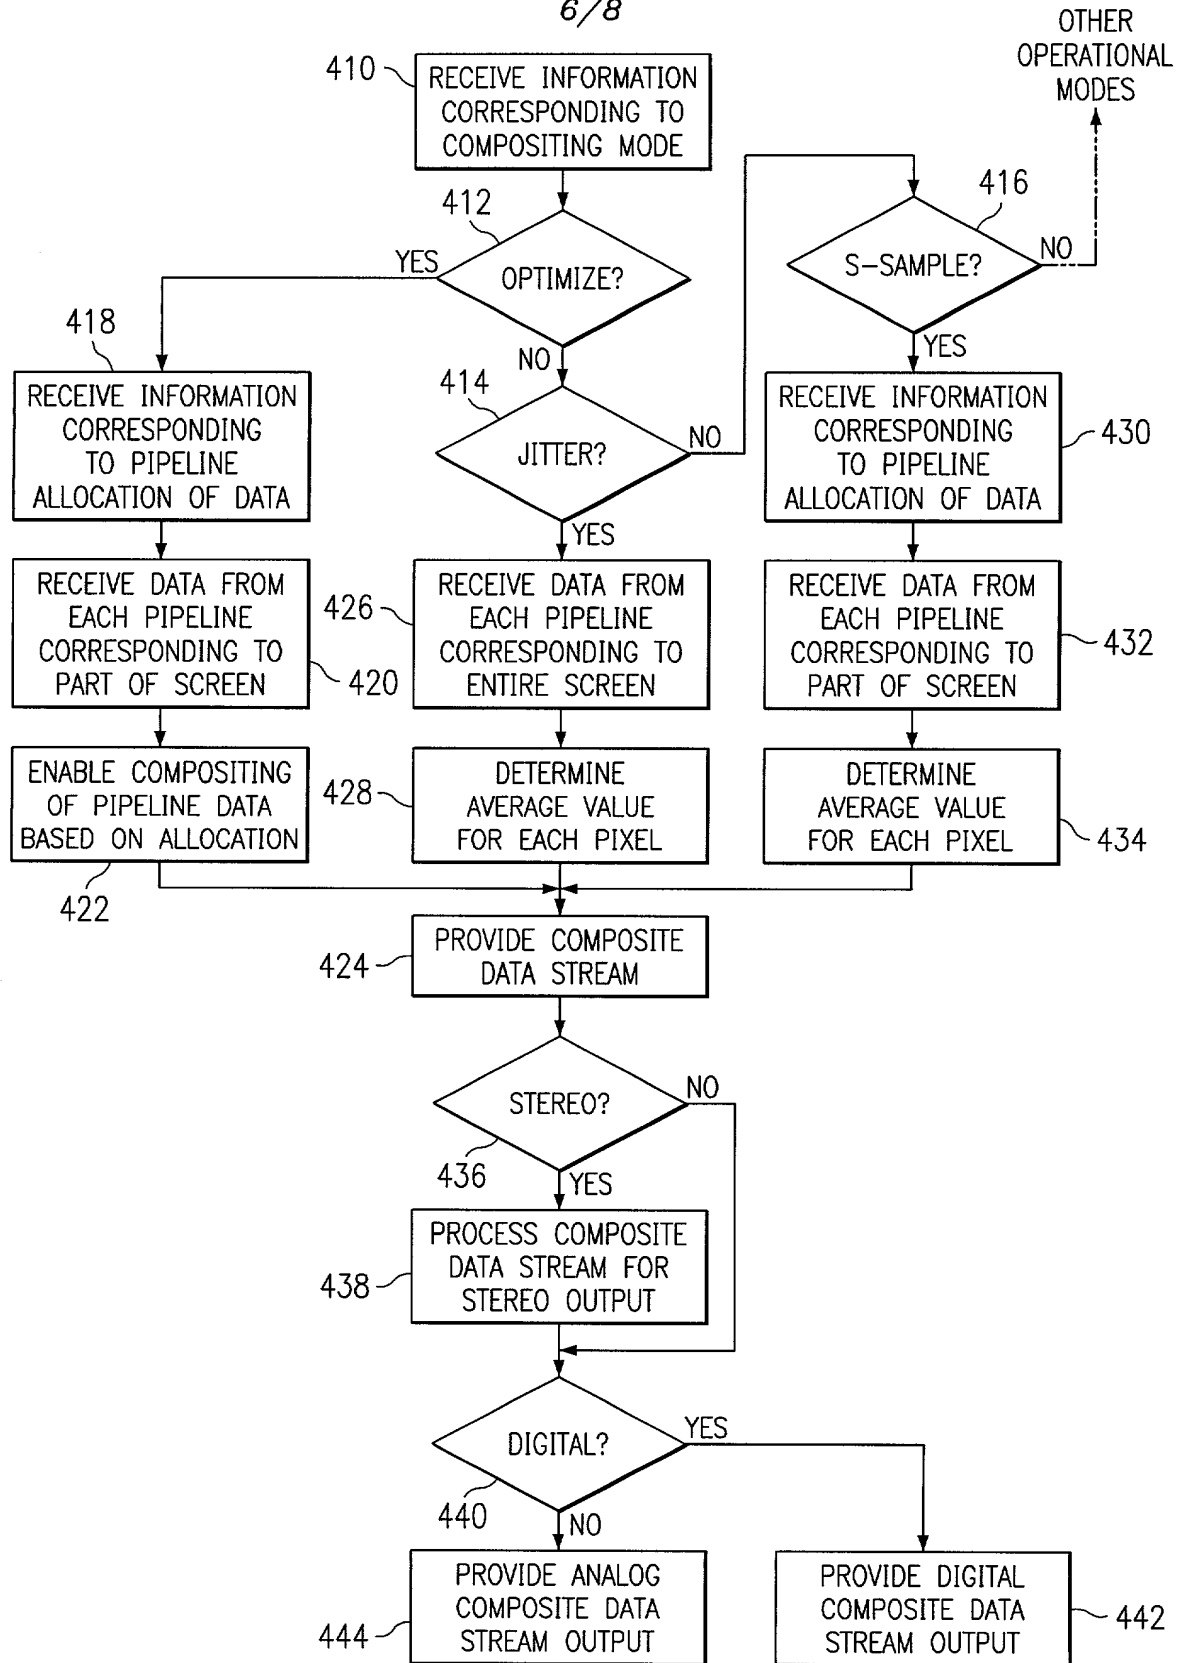 6/8
OTHER
OPERATIONAL
MODES
410
RECEIVE INFORMATION
CORRESPONDING TO
COMPOSITING MODE
412
YES
OPTIMIZE?
NO
416
S-SAMPLE?
NO
YES
418
RECEIVE INFORMATION
CORRESPONDING
TO PIPELINE
ALLOCATION OF DATA
414
JITTER?
NO
YES
RECEIVE INFORMATION
CORRESPONDING
TO PIPELINE
ALLOCATION OF DATA
430
RECEIVE DATA FROM
EACH PIPELINE
CORRESPONDING TO
PART OF SCREEN
420
426
RECEIVE DATA FROM
EACH PIPELINE
CORRESPONDING TO
ENTIRE SCREEN
RECEIVE DATA FROM
EACH PIPELINE
CORRESPONDING TO
PART OF SCREEN
432
ENABLE COMPOSITING
OF PIPELINE DATA
BASED ON ALLOCATION
422
428
DETERMINE
AVERAGE VALUE
FOR EACH PIXEL
DETERMINE
AVERAGE VALUE
FOR EACH PIXEL
434
424
PROVIDE COMPOSITE
DATA STREAM
STEREO?
NO
436
YES
438
PROCESS COMPOSITE
DATA STREAM FOR
STEREO OUTPUT
DIGITAL?
YES
440
NO
444
PROVIDE ANALOG
COMPOSITE DATA
STREAM OUTPUT
PROVIDE DIGITAL
COMPOSITE DATA
STREAM OUTPUT
442